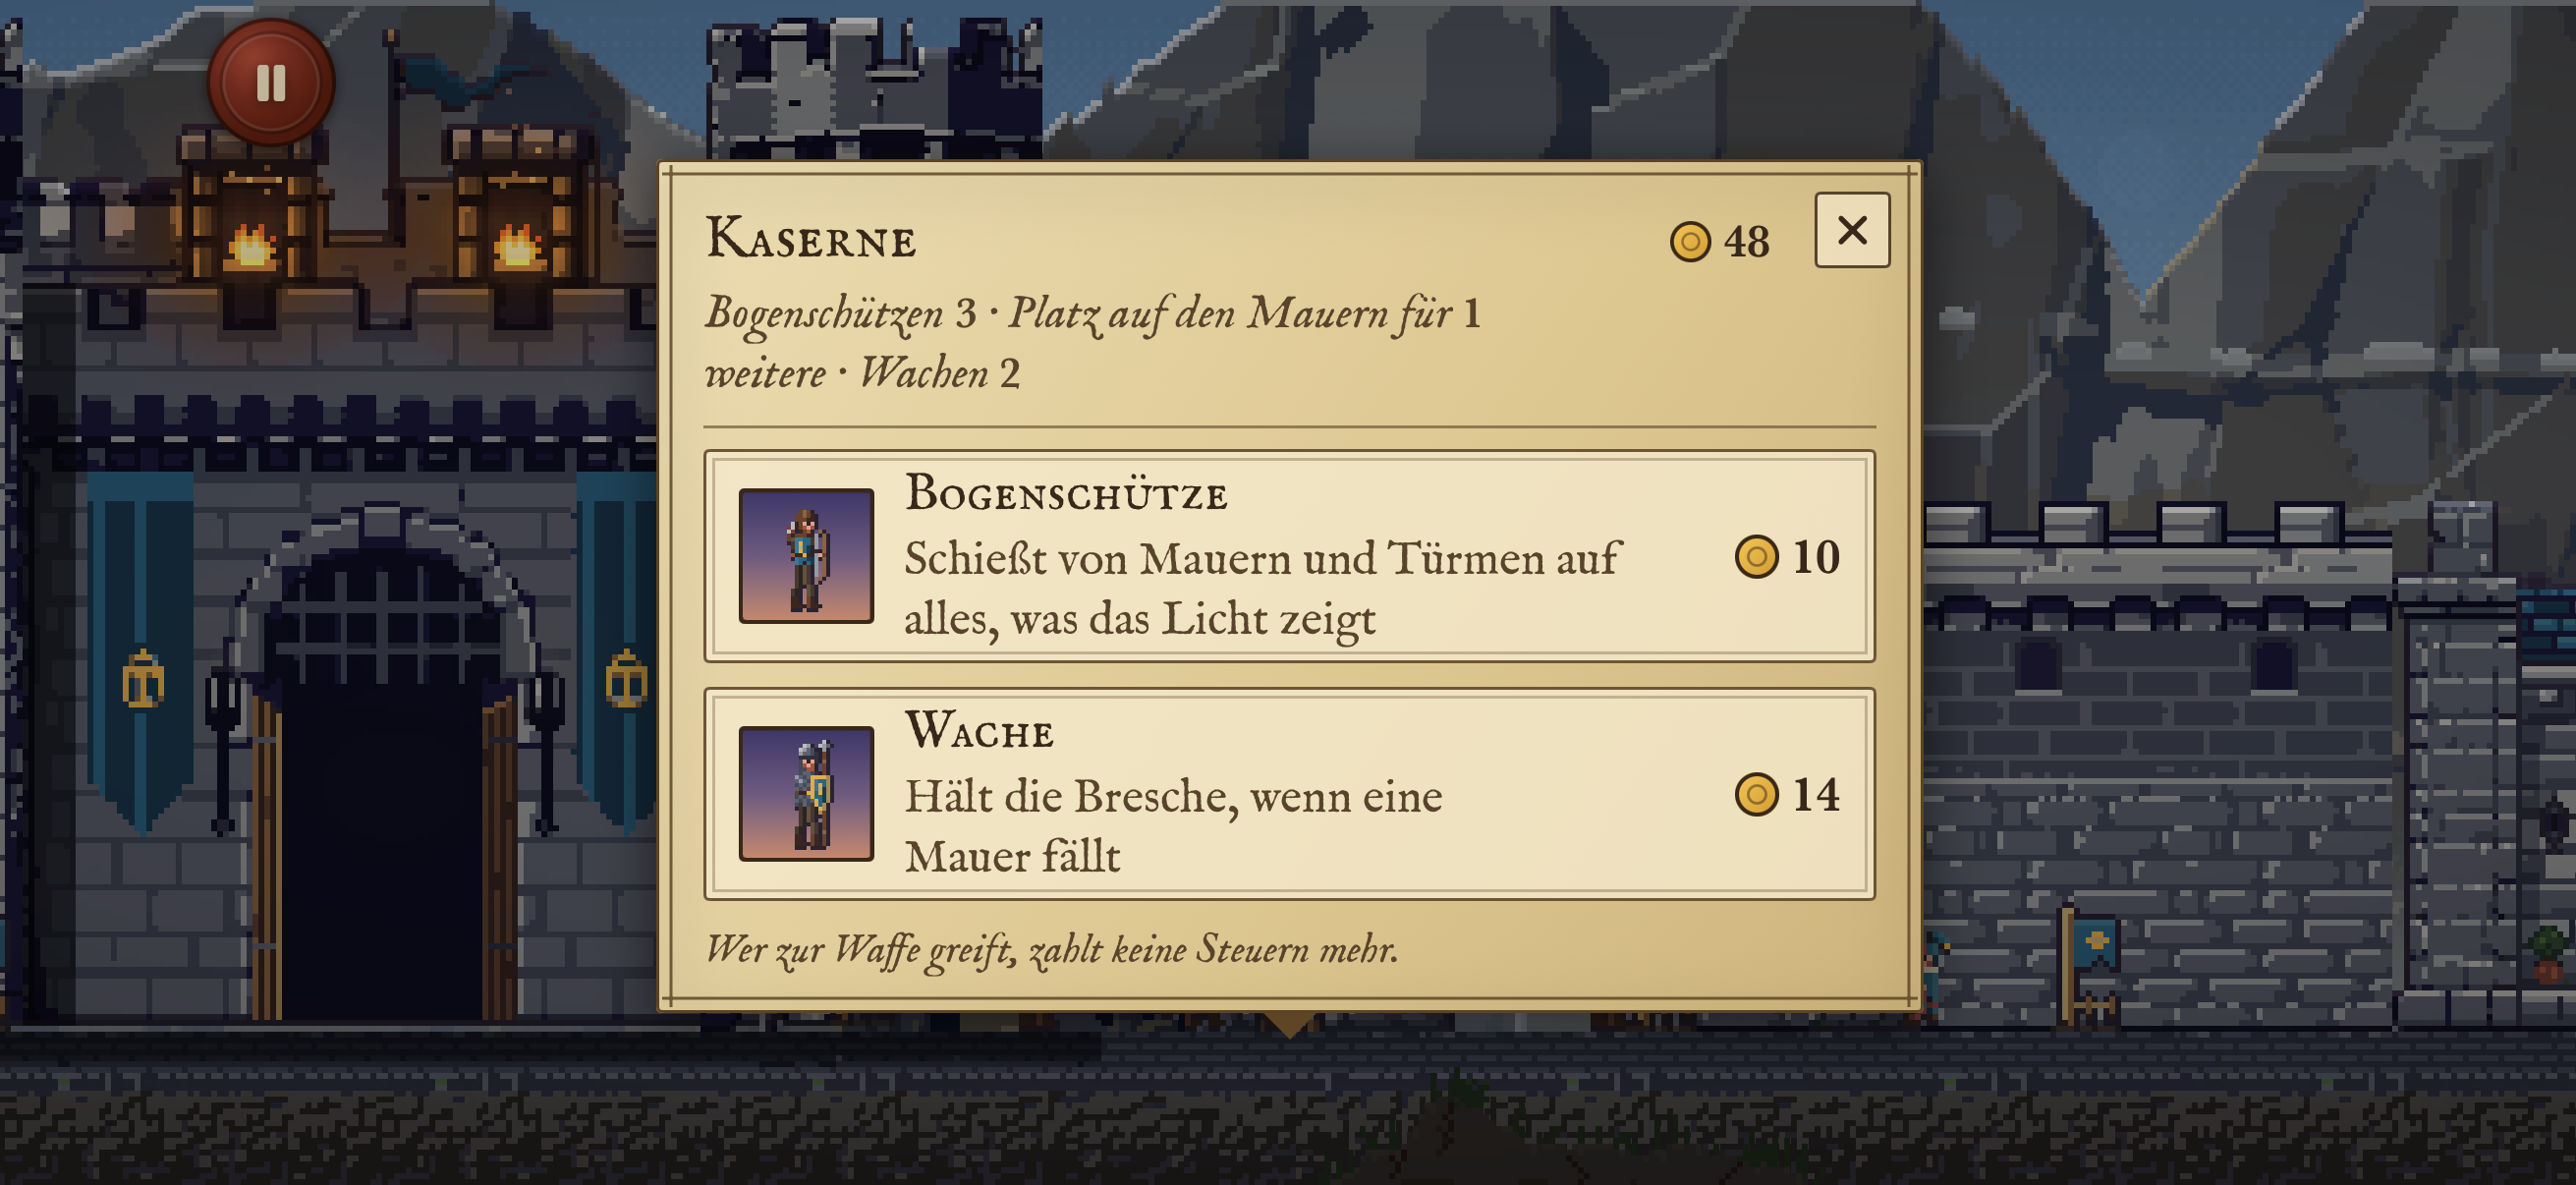 Kaserne
48
Bogenschützen 3 · Platz auf den Mauern für 1
weitere · Wachen 2
Bogenschütze
Schießt von Mauern und Türmen auf
alles, was das Licht zeigt
10
Wache
Hält die Bresche, wenn eine
Mauer fällt
14
Wer zur Waffe greift, zahlt keine Steuern mehr.